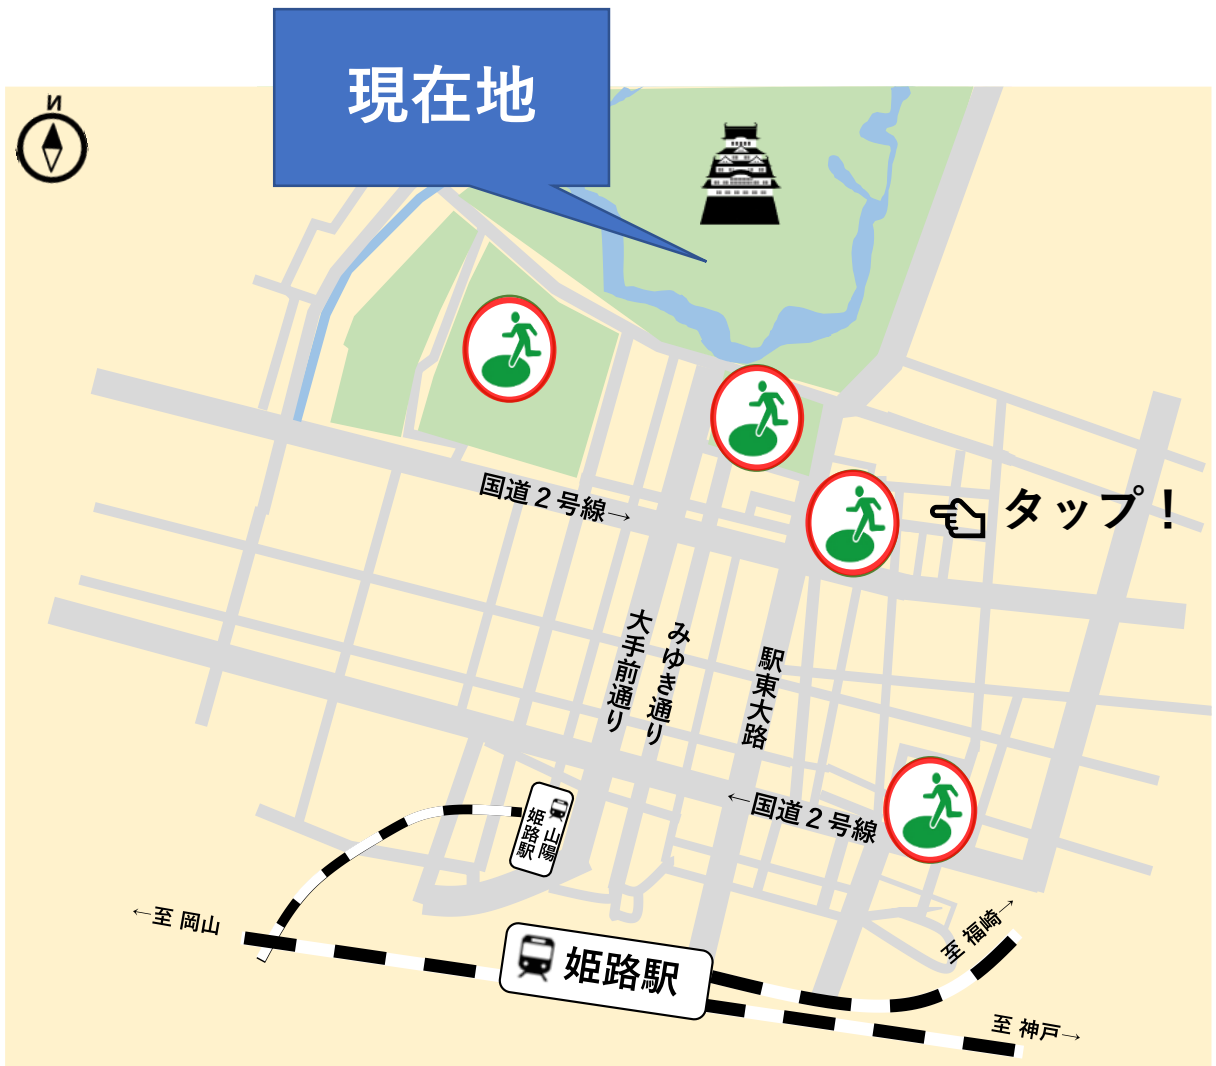 現在地
N
国道２号線→
タップ！
大手前通り
みゆき通り
駅東大路
←国道２号線
山陽
姫路駅
←至 岡山
姫路駅
至 福崎→
至 神戸→